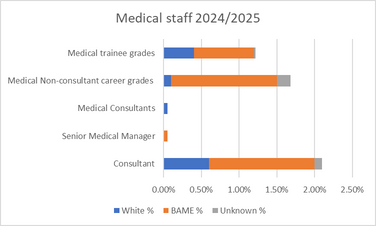 Medical staff 2024/2025
Medical trainee grades
Medical Non-consultant career grades
Medical Consultants
Senior Medical Manager
Consultant
0.00% 0.50% 1.00% 1.50% 2.00% 2.50%
White % BAME % Unknown %